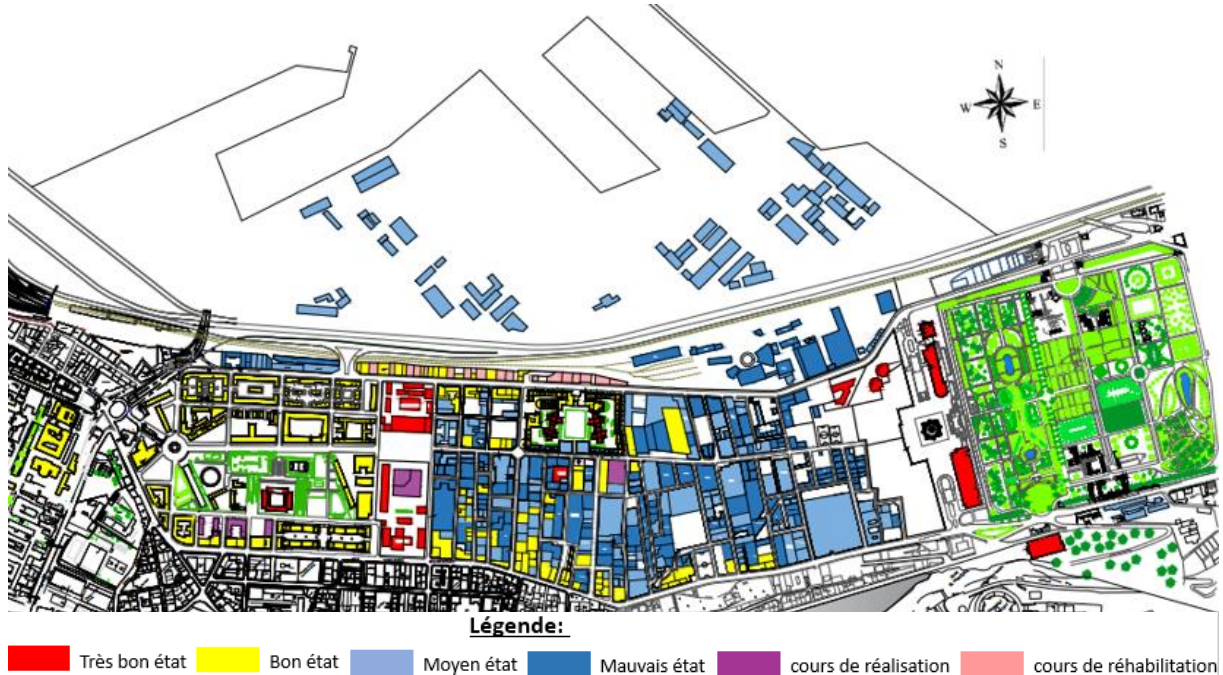 N
W E
S
Légende:
Très bon état Bon état Moyen état Mauvais état cours de réalisation cours de réhabilitation